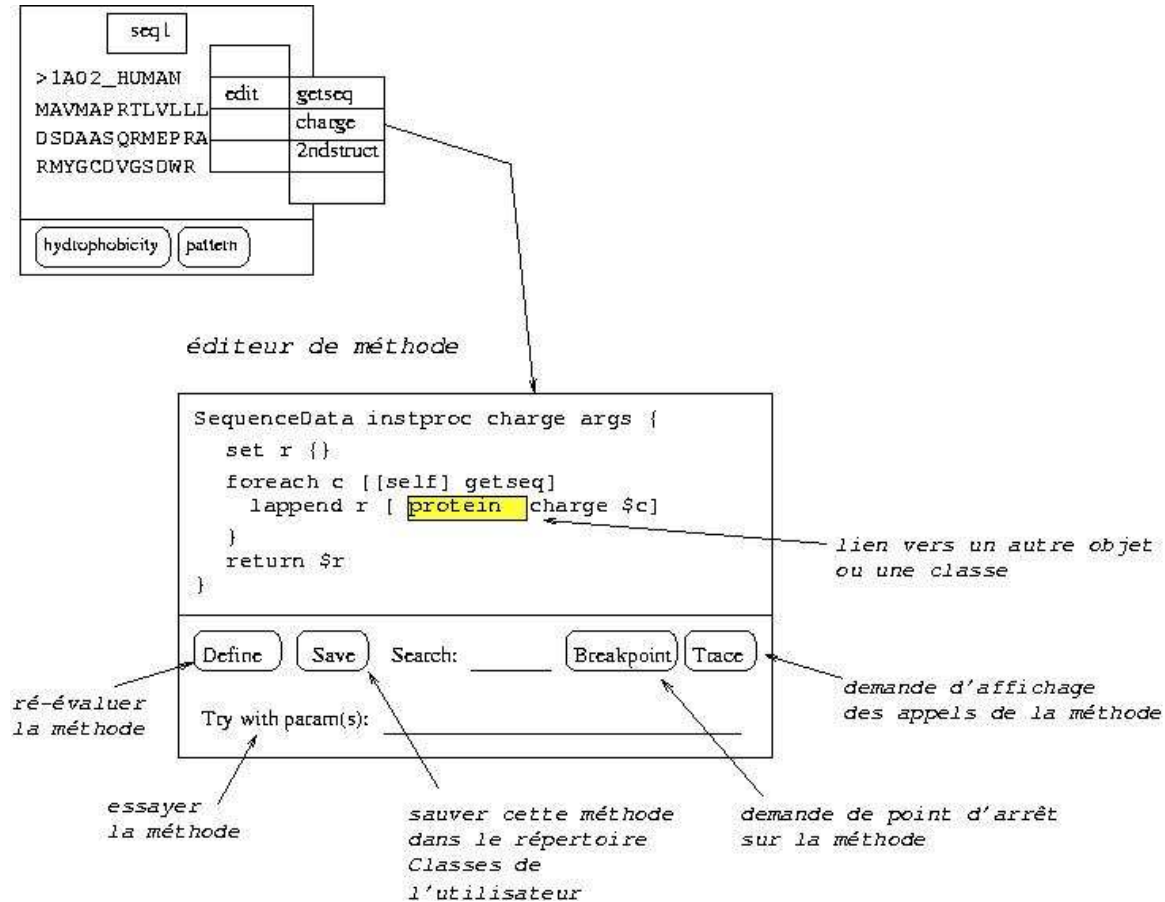 seq1
>1A02_HUMAN
MAVMAPRTLVLLL
DSDAASQRMEPRA
RMYGCDVGSDWR
edit
getseq
charge
2ndstruct
hydrophobicity
pattern
éditeur de méthode
SequenceData instproc charge args {
set r {}
foreach c [[self] getseq]
lappend r [ protein charge $c]
}
return $r
}
lien vers un autre objet
ou une classe
Define
Save
Search:
Breakpoint
Trace
ré-évaluer
la méthode
demande d'affichage
des appels de la méthode
Try with param(s):
essayer
la méthode
sauver cette méthode
dans le répertoire
Classes de
l'utilisateur
demande de point d'arrêt
sur la méthode